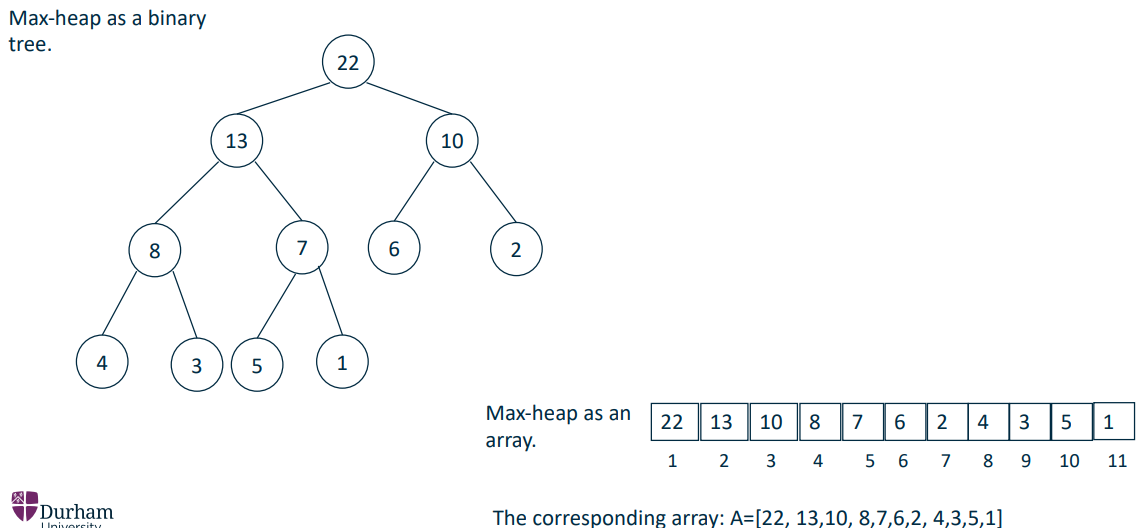 Max-heap as a binary
tree.
22
13 10
8 7 6 2
4 3 5 1
Max-heap as an
array.
22 13 10 8 7 6 2 4 3 5 1
1 2 3 4 5 6 7 8 9 10 11
Durham
University
The corresponding array: A=[22, 13,10, 8,7,6,2, 4,3,5,1]